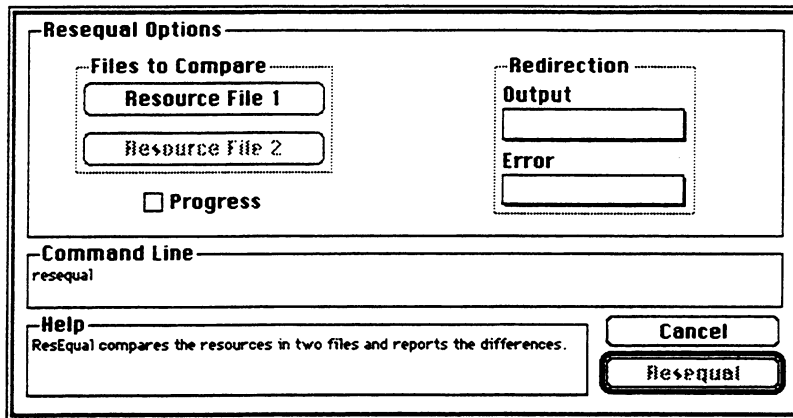 Resequal Options
Files to Compare
Resource File 1
Resource File 2
Progress
Redirection
Output
Error
Command Line
resequal
Help
ResEqual compares the resources in two files and reports the differences.
Cancel
Resequal